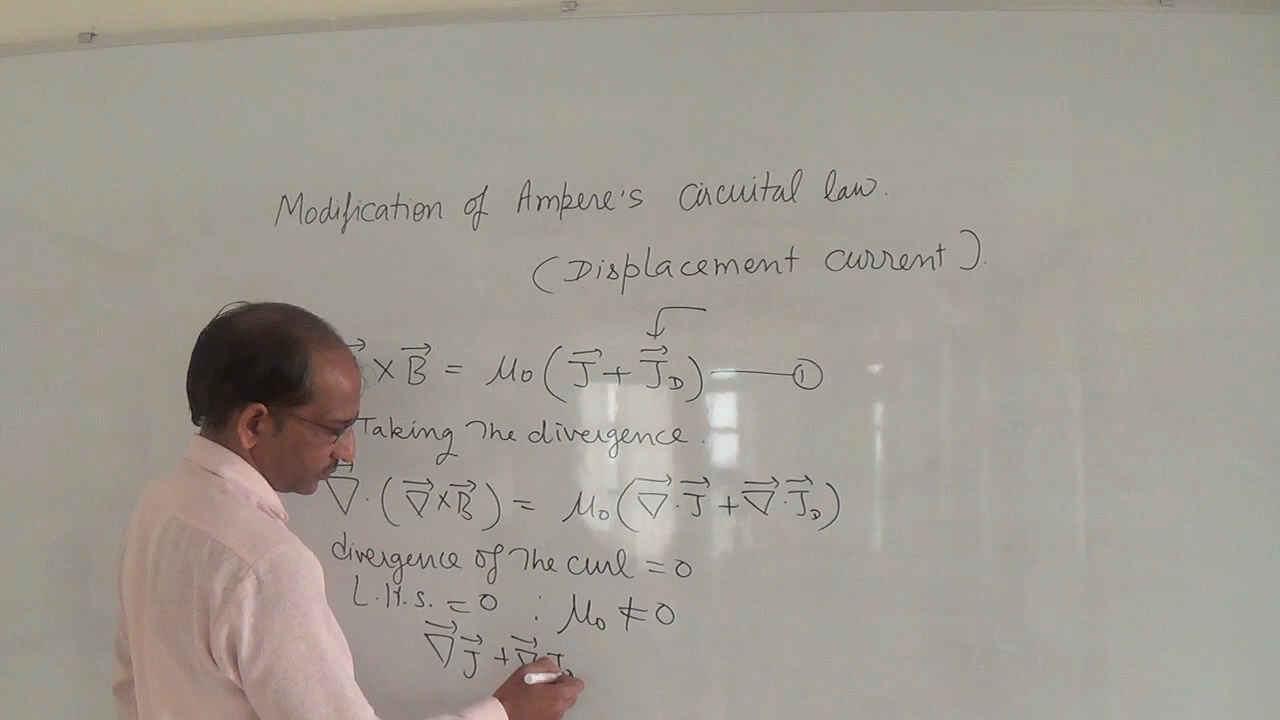 Modification of Ampere's Circuital law.
(Displacement current).
× B⃗ = μ₀ (J⃗ + J⃗_D) ——— ①
Taking the divergence.
∇⃗ · (∇⃗ × B⃗) = μ₀ (∇⃗ · J⃗ + ∇⃗ · J⃗_D)
divergence of the curl = 0
L.H.S. = 0 : μ₀ ≠ 0
∇⃗ J⃗ + ∇⃗ J